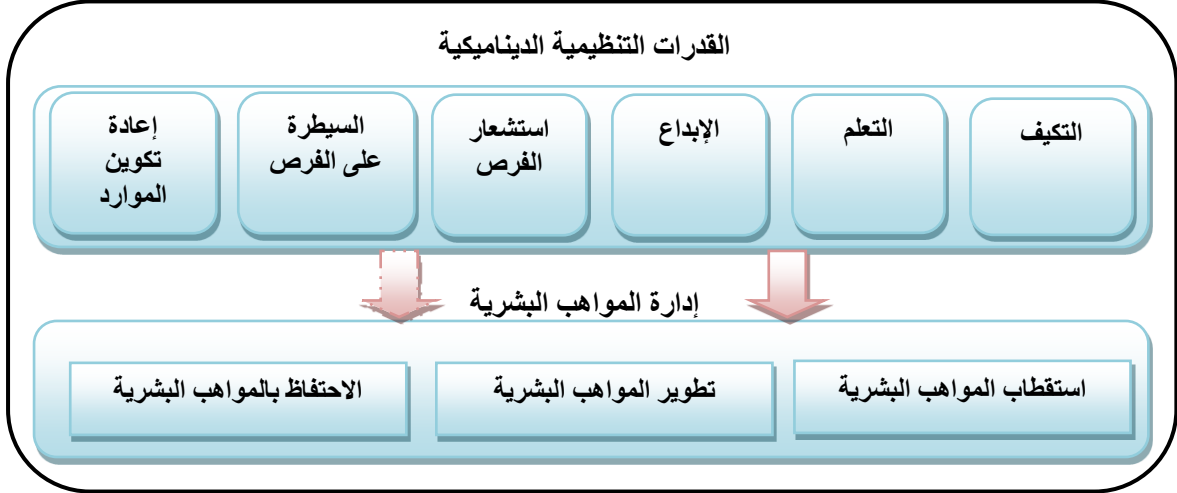 القدرات التنظيمية الديناميكية
التكيف
التعلم
الإبداع
استشعار
الفرص
السيطرة
على الفرص
إعادة
تكوين
الموارد
إدارة المواهب البشرية
استقطاب المواهب البشرية
تطوير المواهب البشرية
الاحتفاظ بالمواهب البشرية